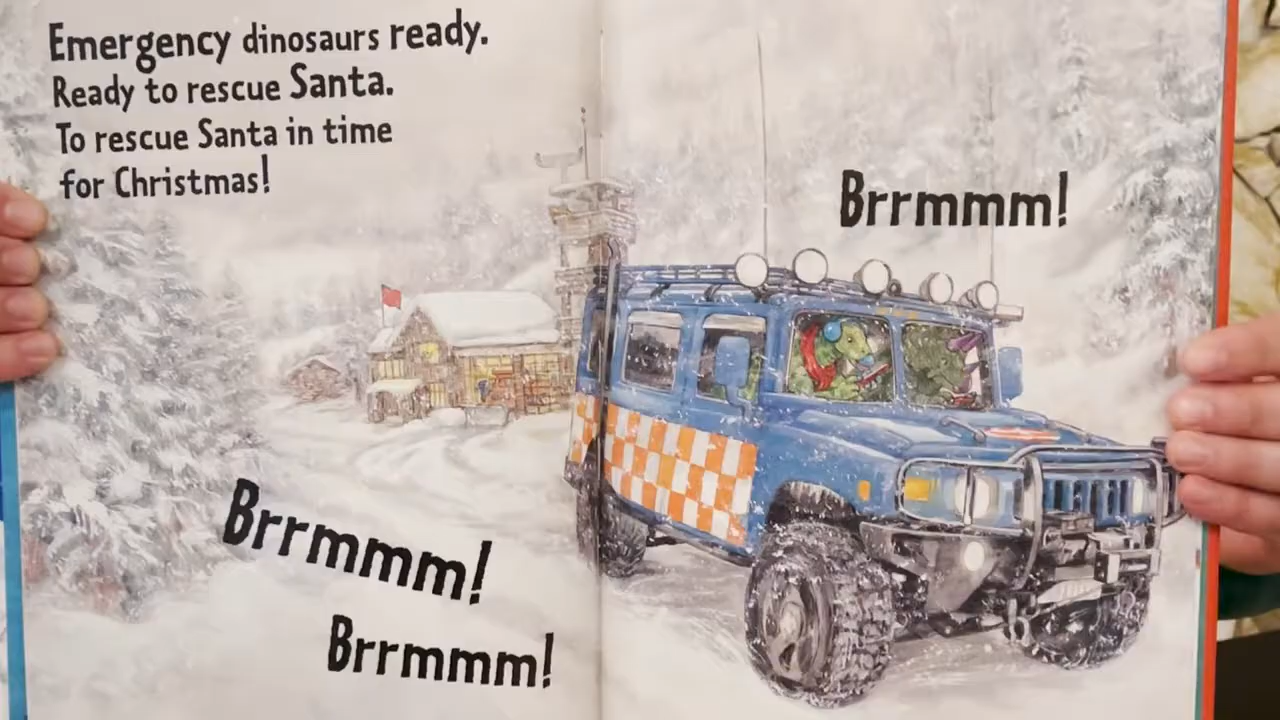 Emergency dinosaurs ready.
Ready to rescue Santa.
To rescue Santa in time
for Christmas!
Brrmmm!
Brrmmm!
Brrmmm!